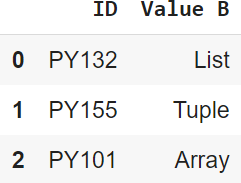 ID Value B
0 PY132 List
1 PY155 Tuple
2 PY101 Array